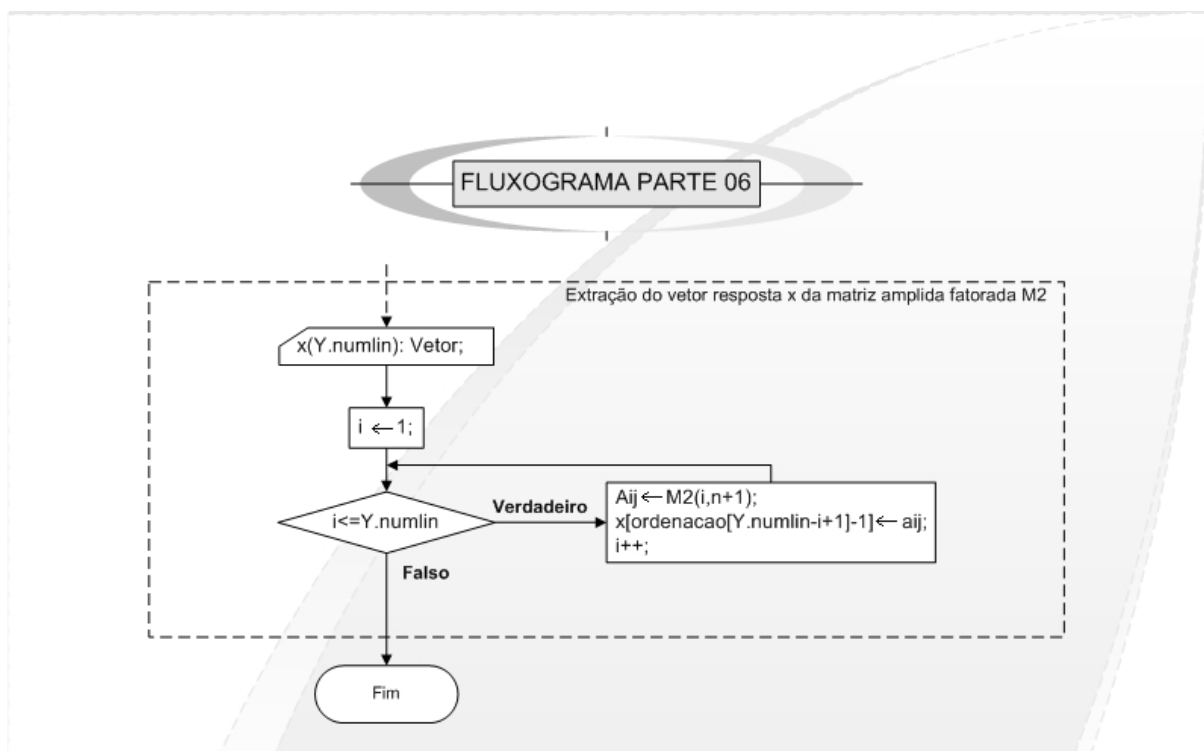 FLUXOGRAMA PARTE 06
Extração do vetor resposta x da matriz amplida fatorada M2
x(Y.numlin): Vetor;
i ← 1;
i<=Y.numlin
Verdadeiro
Aij ← M2(i,n+1);
x[ordenacao[Y.numlin-i+1]-1] ← aij;
i++;
Falso
Fim